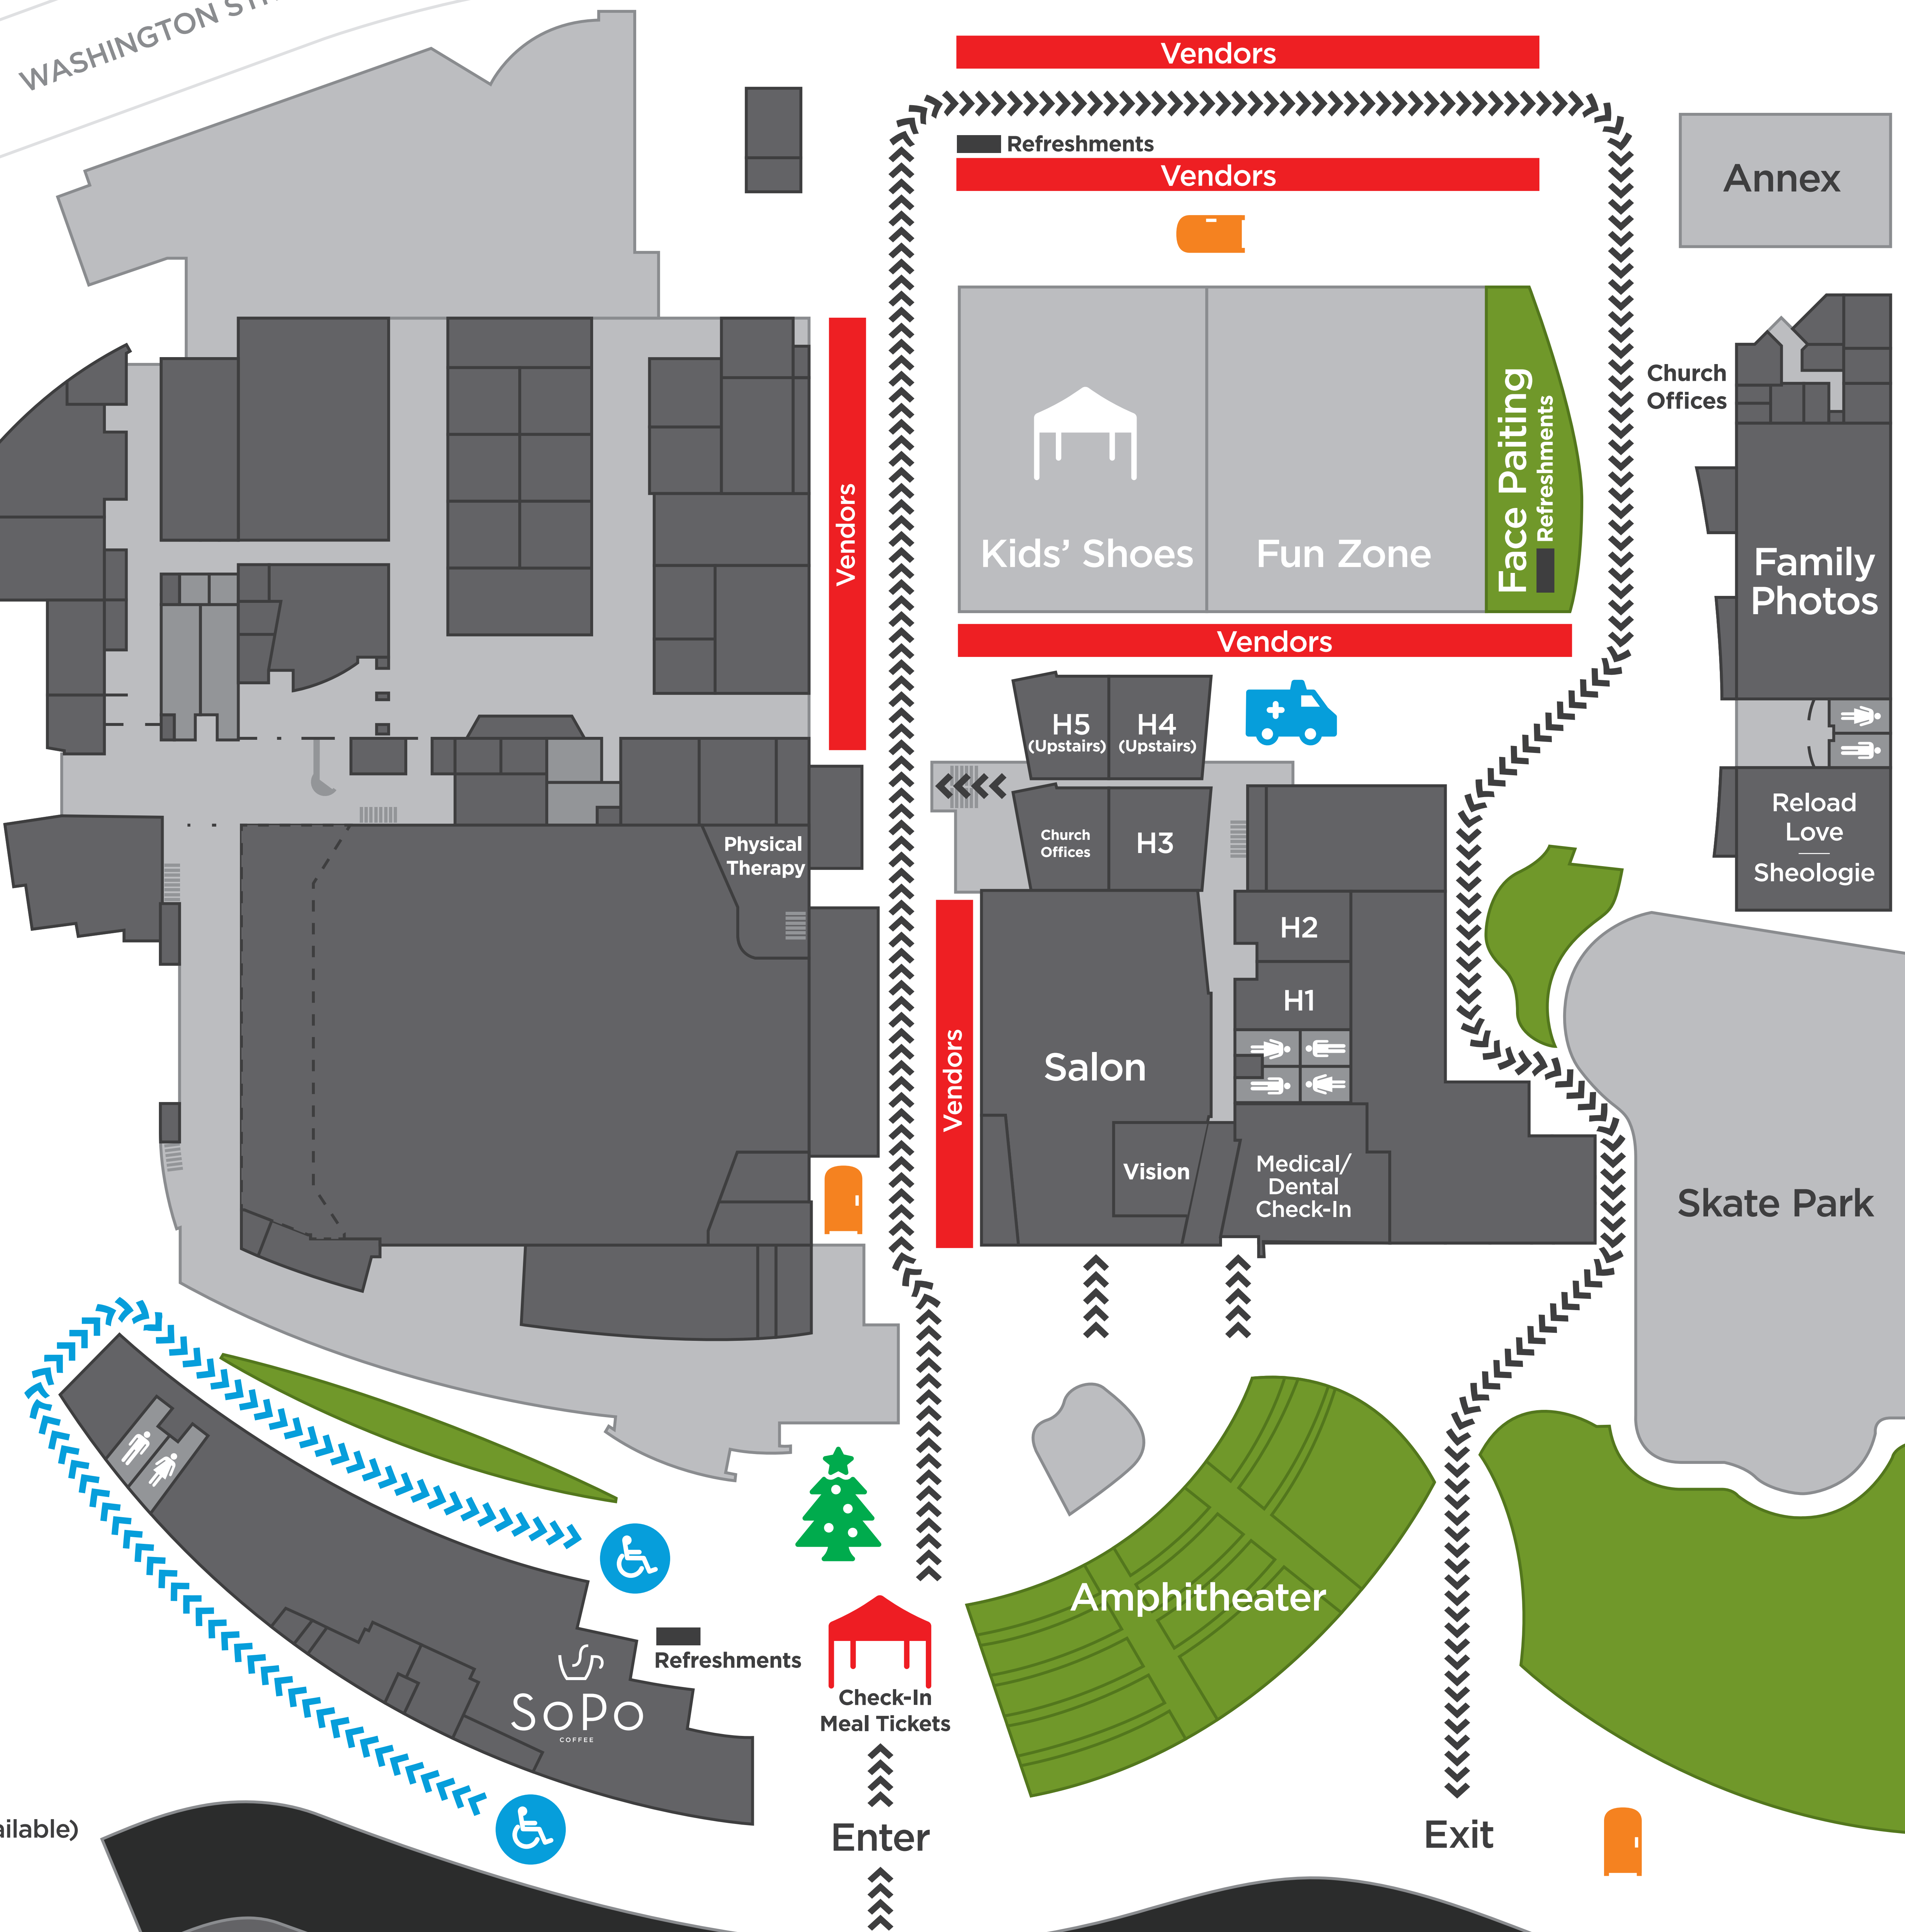 WASHINGTON ST
Vendors
Refreshments
Vendors
Annex
Church
Offices
Vendors
Kids’ Shoes
Fun Zone
Face Paiting
Refreshments
Family
Photos
Vendors
H5
(Upstairs)
H4
(Upstairs)
Church
Offices
H3
Physical
Therapy
Reload
Love
Sheologie
H2
H1
Vendors
Salon
Vision
Medical/
Dental
Check-In
Skate Park
Amphitheater
Refreshments
SoPo
COFFEE
Check-In
Meal Tickets
ailable)
Enter
Exit